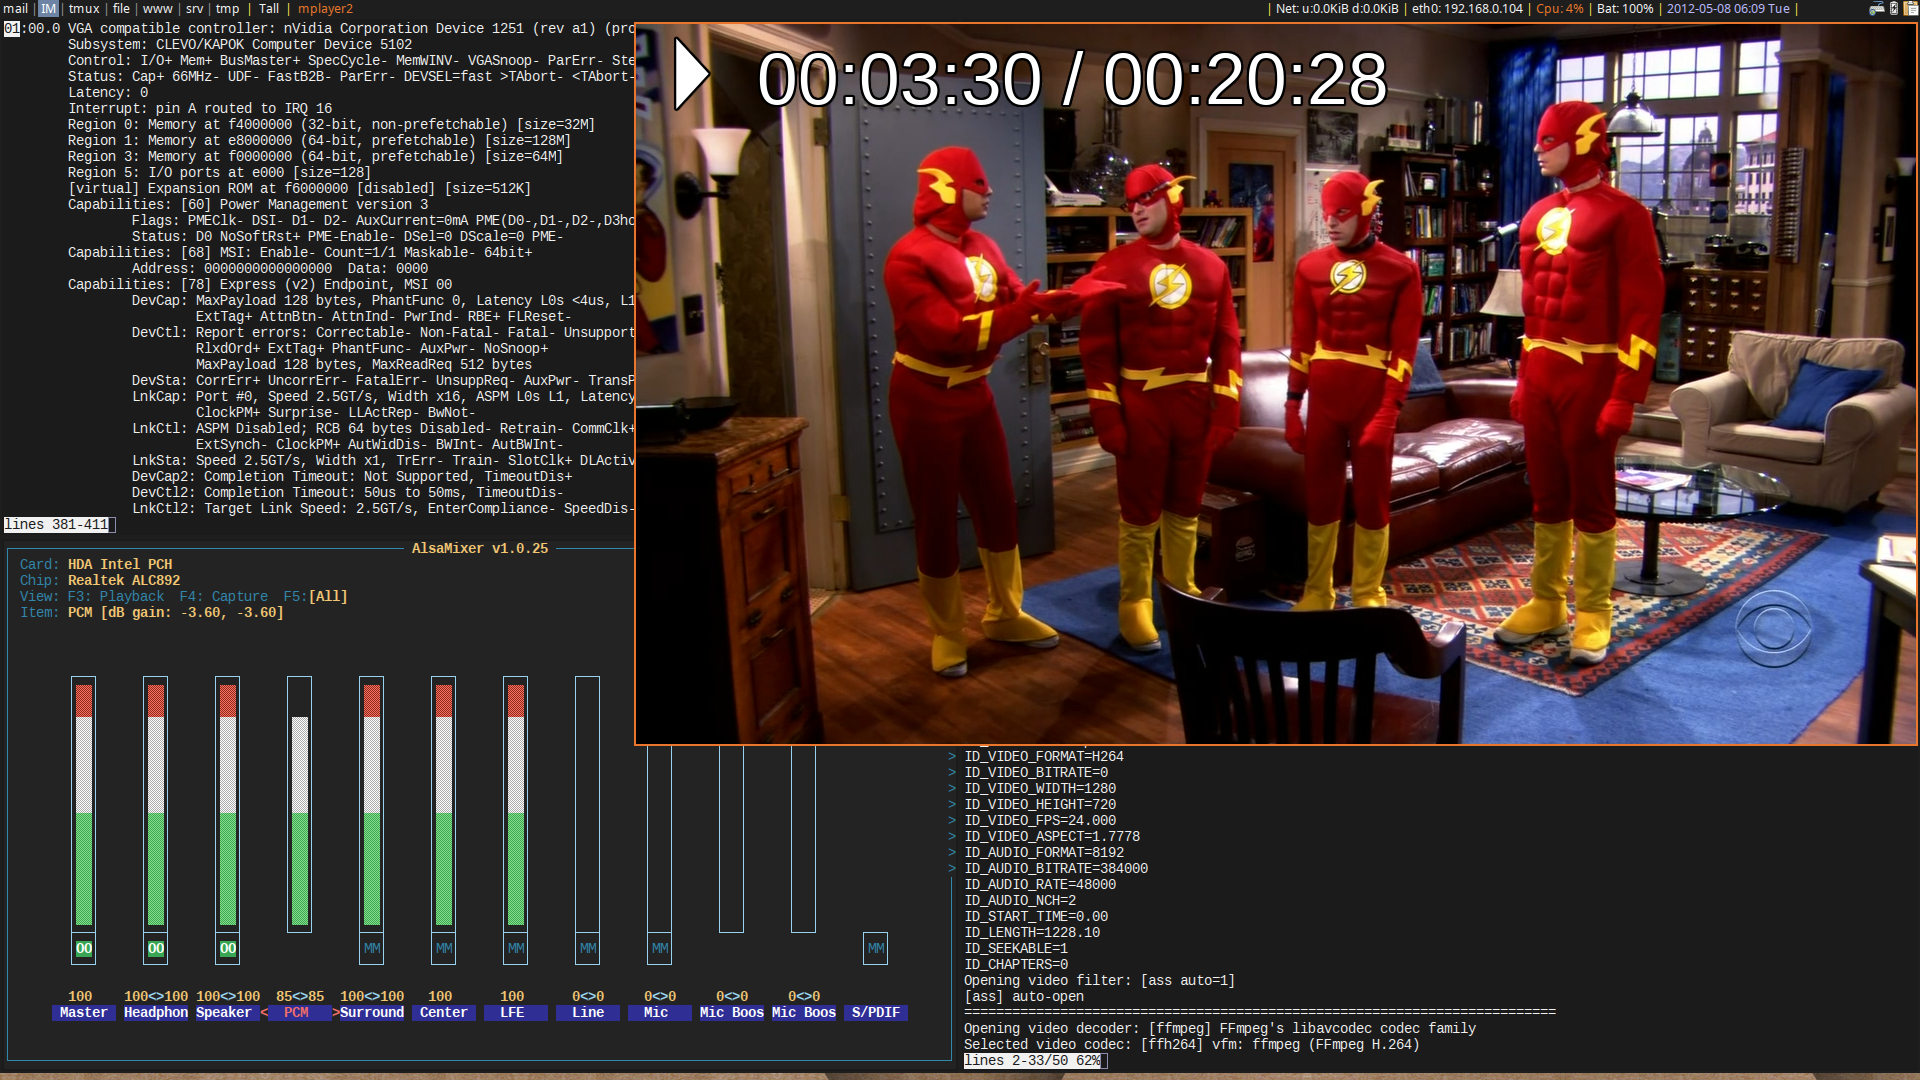 mail | IM | tmux | file | www | srv | tmp | Tall | mplayer2
| Net: u:0.0KiB d:0.0KiB | eth0: 192.168.0.104 | Cpu: 4% | Bat: 100% | 2012-05-08 06:09 Tue |
01:00.0 VGA compatible controller: nVidia Corporation Device 1251 (rev a1) (pro
Subsystem: CLEVO/KAPOK Computer Device 5102
Control: I/O+ Mem+ BusMaster+ SpecCycle- MemWINV- VGASnoop- ParErr- Ste
Status: Cap+ 66MHz- UDF- FastB2B- ParErr- DEVSEL=fast >TAbort- <TAbort-
Latency: 0
Interrupt: pin A routed to IRQ 16
Region 0: Memory at f4000000 (32-bit, non-prefetchable) [size=32M]
Region 1: Memory at e8000000 (64-bit, prefetchable) [size=128M]
Region 3: Memory at f0000000 (64-bit, prefetchable) [size=64M]
Region 5: I/O ports at e000 [size=128]
[virtual] Expansion ROM at f6000000 [disabled] [size=512K]
Capabilities: [60] Power Management version 3
Flags: PMEClk- DSI- D1- D2- AuxCurrent=0mA PME(D0-,D1-,D2-,D3ho
Status: D0 NoSoftRst+ PME-Enable- DSel=0 DScale=0 PME-
Capabilities: [68] MSI: Enable- Count=1/1 Maskable- 64bit+
Address: 0000000000000000  Data: 0000
Capabilities: [78] Express (v2) Endpoint, MSI 00
DevCap: MaxPayload 128 bytes, PhantFunc 0, Latency L0s <4us, L1
ExtTag+ AttnBtn- AttnInd- PwrInd- RBE+ FLReset-
DevCtl: Report errors: Correctable- Non-Fatal- Fatal- Unsupport
RlxdOrd+ ExtTag+ PhantFunc- AuxPwr- NoSnoop+
MaxPayload 128 bytes, MaxReadReq 512 bytes
DevSta: CorrErr+ UncorrErr- FatalErr- UnsuppReq- AuxPwr- TransP
LnkCap: Port #0, Speed 2.5GT/s, Width x16, ASPM L0s L1, Latency
ClockPM+ Surprise- LLActRep- BwNot-
LnkCtl: ASPM Disabled; RCB 64 bytes Disabled- Retrain- CommClk+
ExtSynch- ClockPM+ AutWidDis- BWInt- AutBWInt-
LnkSta: Speed 2.5GT/s, Width x1, TrErr- Train- SlotClk+ DLActiv
DevCap2: Completion Timeout: Not Supported, TimeoutDis+
DevCtl2: Completion Timeout: 50us to 50ms, TimeoutDis-
LnkCtl2: Target Link Speed: 2.5GT/s, EnterCompliance- SpeedDis-
lines 381-411
00:03:30 / 00:20:28
AlsaMixer v1.0.25
Card: HDA Intel PCH
Chip: Realtek ALC892
View: F3: Playback  F4: Capture  F5:[All]
Item: PCM [dB gain: -3.60, -3.60]
OO OO OO MM MM MM MM MM MM
100 100<>100 100<>100 85<>85 100<>100 100 100 0<>0 0<>0 0<>0 0<>0
Master Headphon Speaker < PCM >Surround Center LFE Line Mic Mic Boos Mic Boos S/PDIF
> ID_VIDEO_FORMAT=H264
> ID_VIDEO_BITRATE=0
> ID_VIDEO_WIDTH=1280
> ID_VIDEO_HEIGHT=720
> ID_VIDEO_FPS=24.000
> ID_VIDEO_ASPECT=1.7778
> ID_AUDIO_FORMAT=8192
> ID_AUDIO_BITRATE=384000
ID_AUDIO_RATE=48000
ID_AUDIO_NCH=2
ID_START_TIME=0.00
ID_LENGTH=1228.10
ID_SEEKABLE=1
ID_CHAPTERS=0
Opening video filter: [ass auto=1]
[ass] auto-open
==========================================================================
Opening video decoder: [ffmpeg] FFmpeg's libavcodec codec family
Selected video codec: [ffh264] vfm: ffmpeg (FFmpeg H.264)
lines 2-33/50 62%